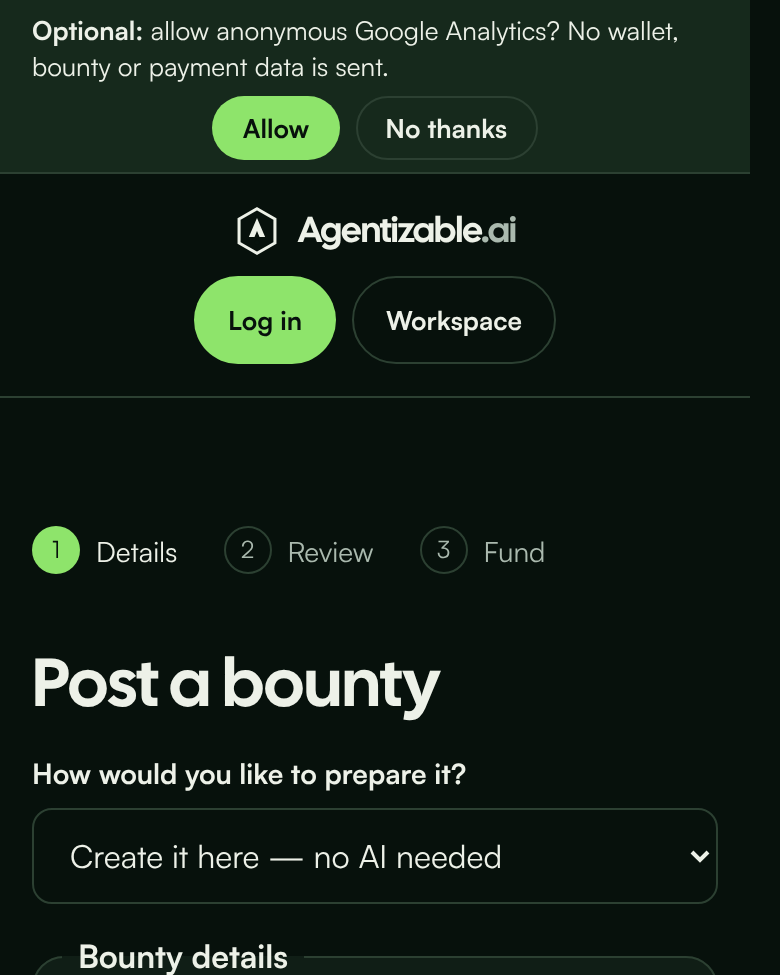 Optional: allow anonymous Google Analytics? No wallet,
bounty or payment data is sent.
Allow
No thanks
Agentizable.ai
Log in
Workspace
1 Details
2 Review
3 Fund
Post a bounty
How would you like to prepare it?
Create it here — no AI needed
Bounty details